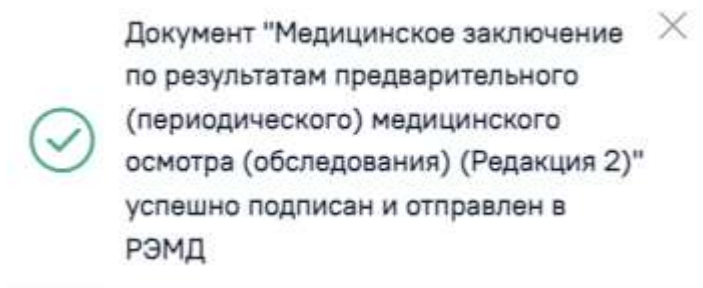 Документ "Медицинское заключение
по результатам предварительного
(периодического) медицинского
осмотра (обследования) (Редакция 2)"
успешно подписан и отправлен в
РЭМД